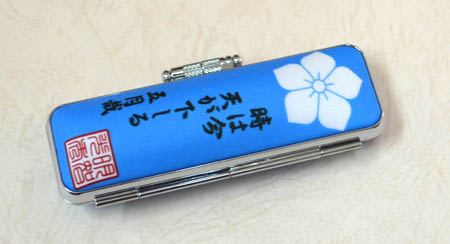 時は今
天が下しる
五月哉